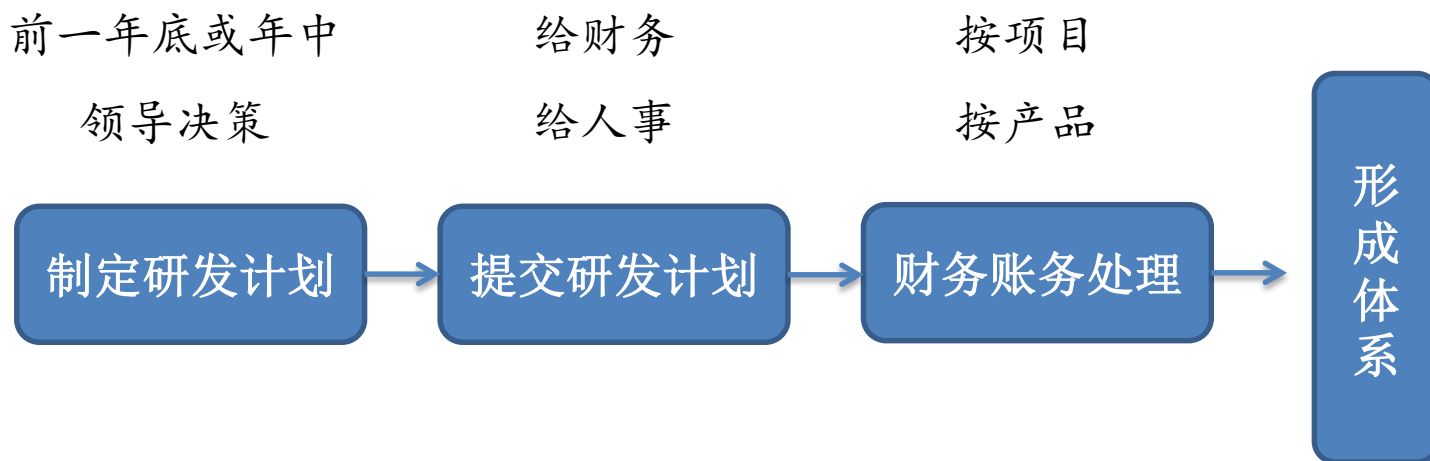 前一年底或年中
领导决策
给财务
给人事
按项目
按产品
制定研发计划
提交研发计划
财务账务处理
形成体系